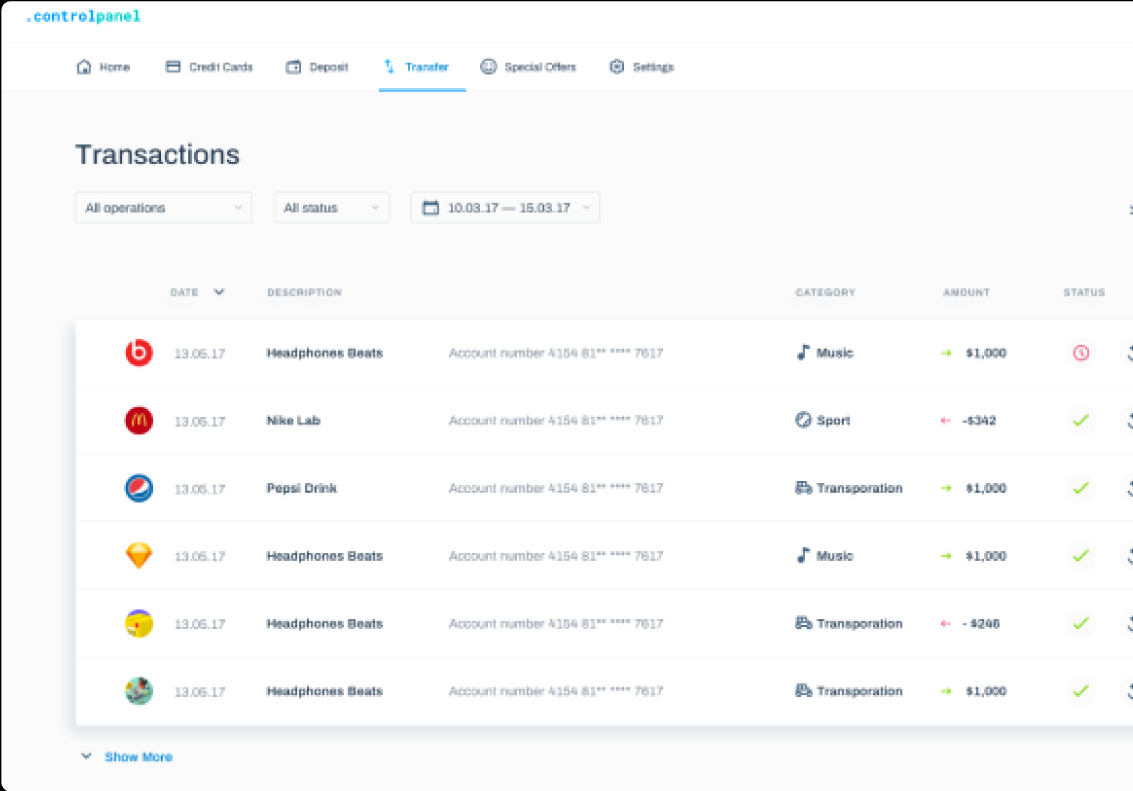 .controlpanel
Home Credit Cards Deposit Transfer Special Offers Settings
Transactions
All operations All status 10.03.17 — 15.03.17
DATE DESCRIPTION CATEGORY AMOUNT STATUS
13.05.17 Headphones Beats Account number 4154 81** **** 7617 Music → $1,000
13.05.17 Nike Lab Account number 4154 81** **** 7617 Sport ← -$342
13.05.17 Pepsi Drink Account number 4154 81** **** 7617 Transporation → $1,000
13.05.17 Headphones Beats Account number 4154 81** **** 7617 Music → $1,000
13.05.17 Headphones Beats Account number 4154 81** **** 7617 Transporation ← - $246
13.05.17 Headphones Beats Account number 4154 81** **** 7617 Transporation → $1,000
Show More